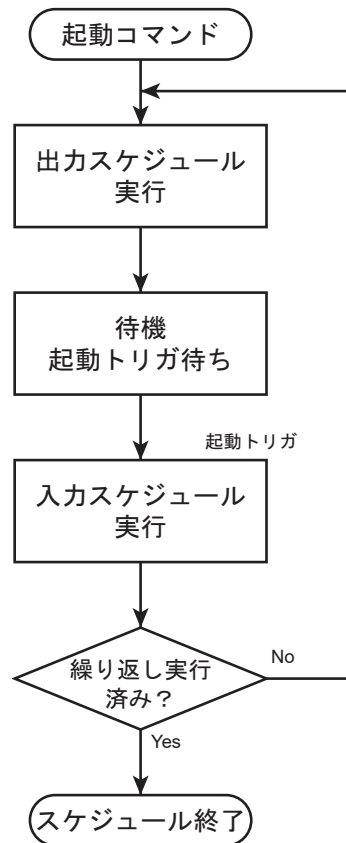 起動コマンド
出力スケジュール
実行
待機
起動トリガ待ち
起動トリガ
入力スケジュール
実行
繰り返し実行
済み？
No
Yes
スケジュール終了